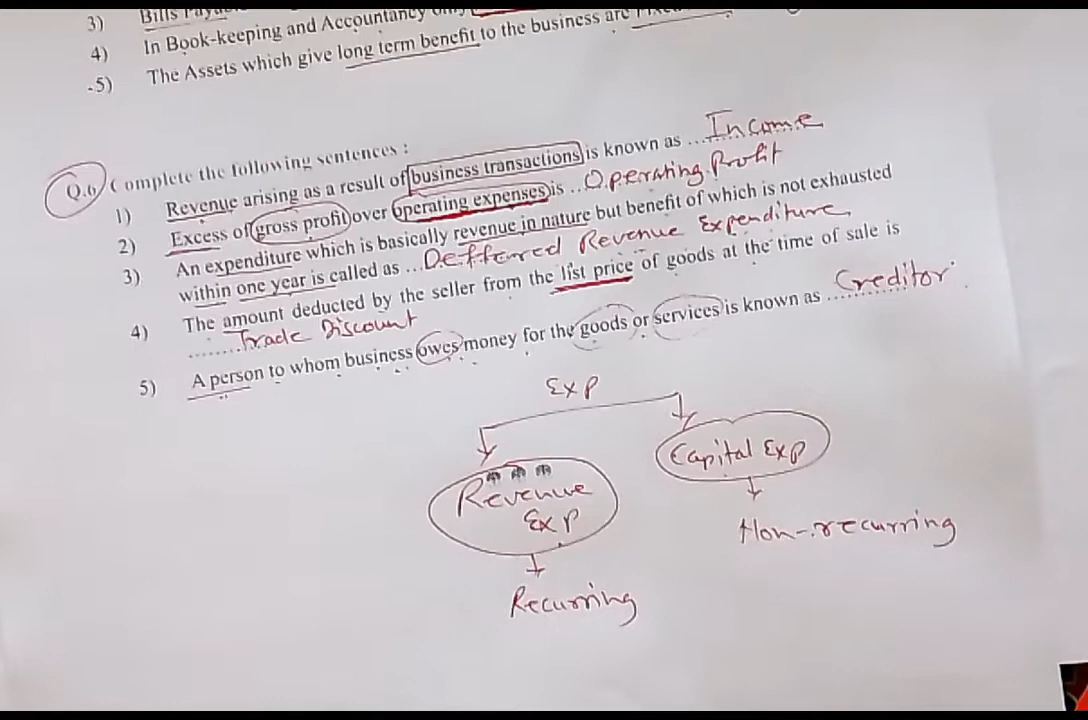 3) Bills
4) In Book-keeping and Accountancy only
5) The Assets which give long term benefit to the business are
Q.6 Complete the following sentences :
1) Revenue arising as a result of business transactions is known as ... Income
2) Excess of gross profit over operating expenses is ... Operating Profit
3) An expenditure which is basically revenue in nature but benefit of which is not exhausted
within one year is called as ... Deffered Revenue Expenditure
4) The amount deducted by the seller from the list price of goods at the time of sale is
........ Trade Discount
5) A person to whom business owes money for the goods or services is known as ........ Creditor
Exp
Revenue Exp
Capital Exp
Recurring
Non-recurring